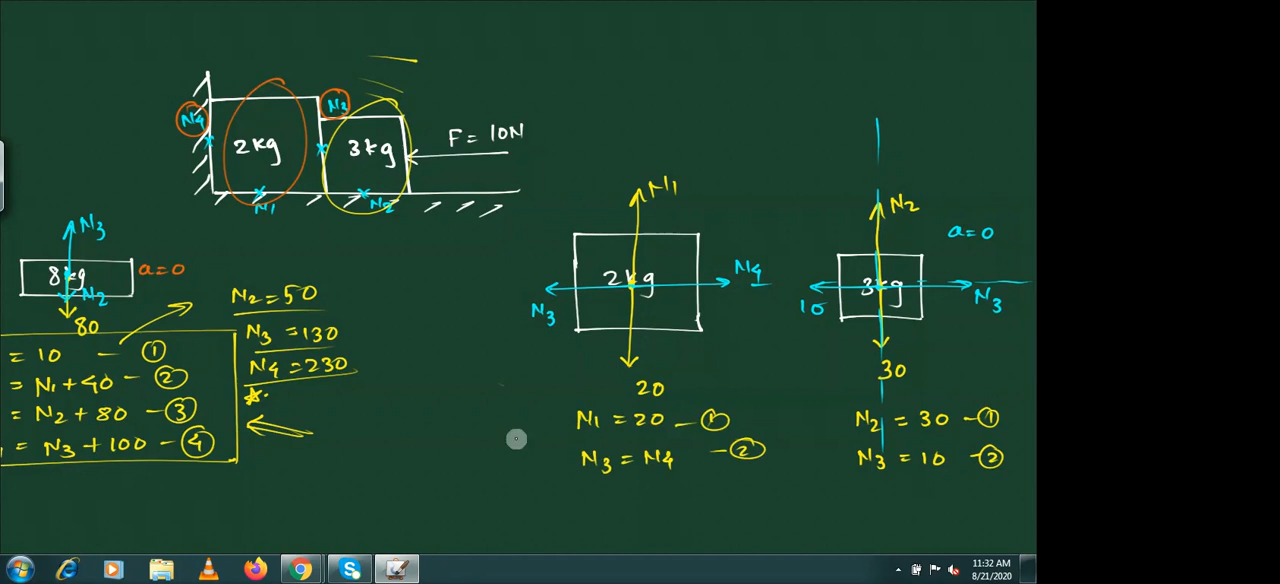 N4
N3
2kg
3kg
F = 10N
N1
N2
N3
8kg
a=0
N2
80
= 10 — ①
= N1+40 — ②
= N2 + 80 — ③
= N3 + 100 — ④
N2 = 50
N3 = 130
N4 = 230
N1
2kg
N4
N3
20
N1 = 20 — ①
N3 = N4 — ②
N2
a=0
3kg
10
N3
30
N2 = 30 — ①
N3 = 10 — ②
11:32 AM
8/21/2020